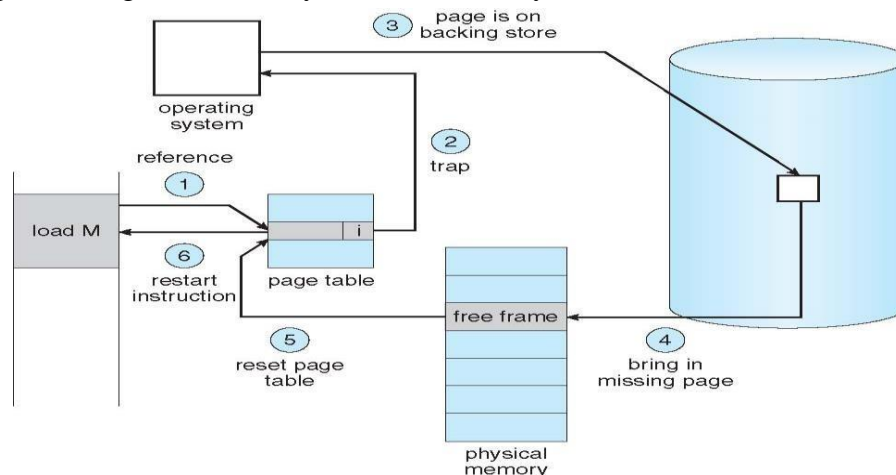 3
page is on
backing store
operating
system
2
trap
reference
1
load M
i
6
restart
instruction
page table
free frame
5
reset page
table
4
bring in
missing page
physical
memory